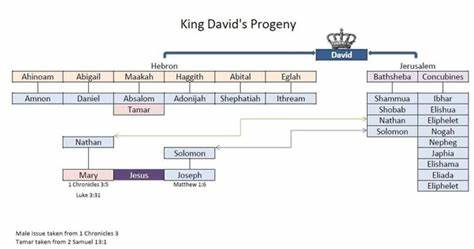 King David's Progeny
David
Hebron
Jerusalem
Ahinoam Abigail Maakah Haggith Abital Eglah
Bathsheba Concubines
Amnon Daniel Absalom Adonijah Shephatiah Ithream
Shammua Ibhar
Tamar
Shobab Elishua
Nathan Eliphelet
Solomon Nogah
Nepheg
Japhia
Elishama
Eliada
Eliphelet
Nathan
Solomon
Mary Jesus Joseph
1 Chronicles 3:5
Matthew 1:6
Luke 3:31
Male issue taken from 1 Chronicles 3
Tamar taken from 2 Samuel 13:1